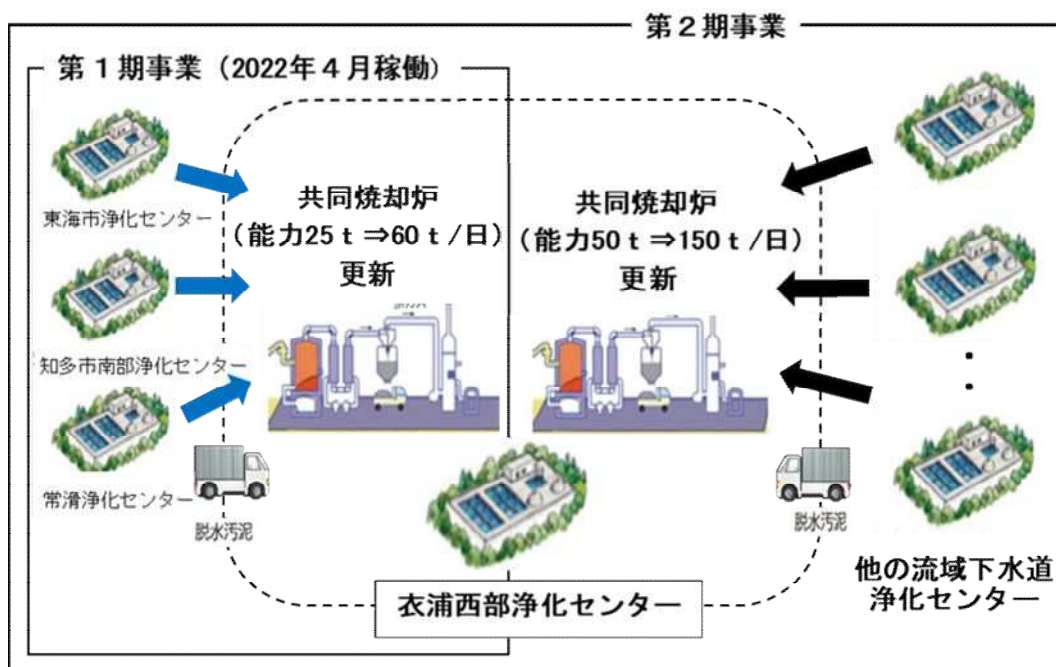 第２期事業
第１期事業（2022年４月稼働）
東海市浄化センター
知多市南部浄化センター
常滑浄化センター
共同焼却炉
（能力25ｔ⇒60ｔ/日）
更新
共同焼却炉
（能力50ｔ⇒150ｔ/日）
更新
脱水汚泥
脱水汚泥
衣浦西部浄化センター
他の流域下水道
浄化センター